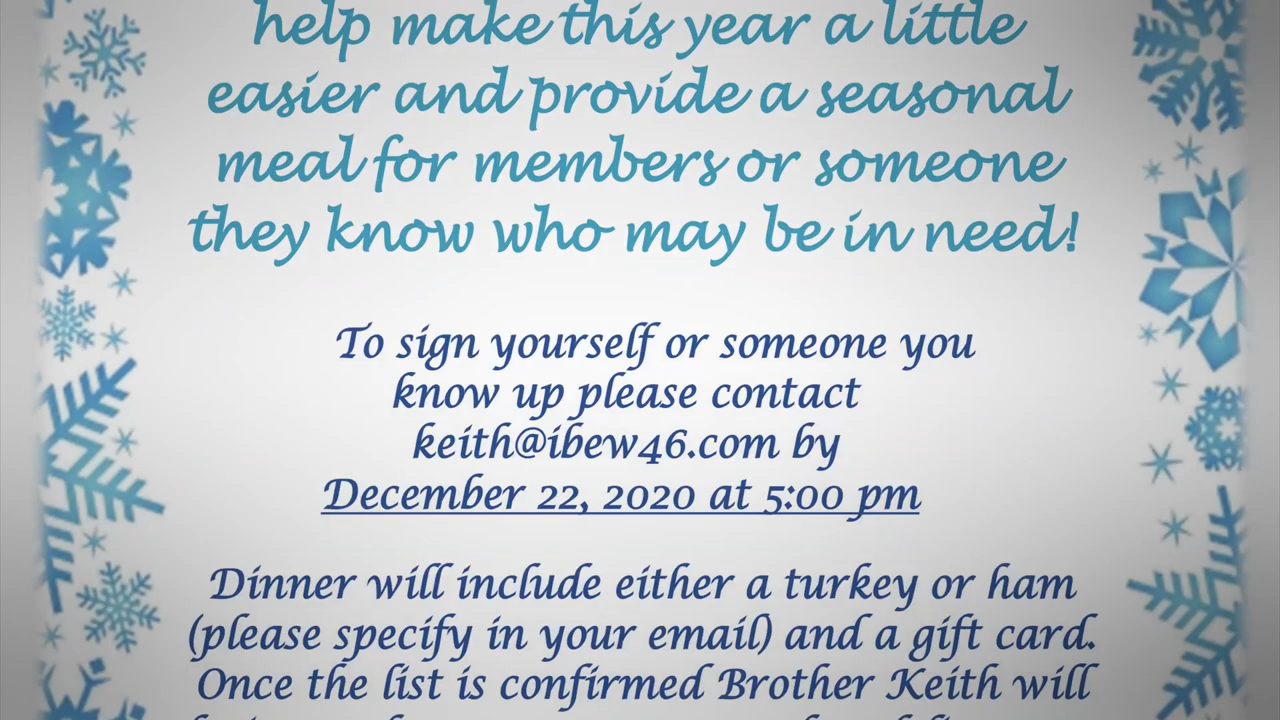 help make this year a little
easier and provide a seasonal
meal for members or someone
they know who may be in need!
To sign yourself or someone you
know up please contact
keith@ibew46.com by
December 22, 2020 at 5:00 pm
Dinner will include either a turkey or ham
(please specify in your email) and a gift card.
Once the list is confirmed Brother Keith will